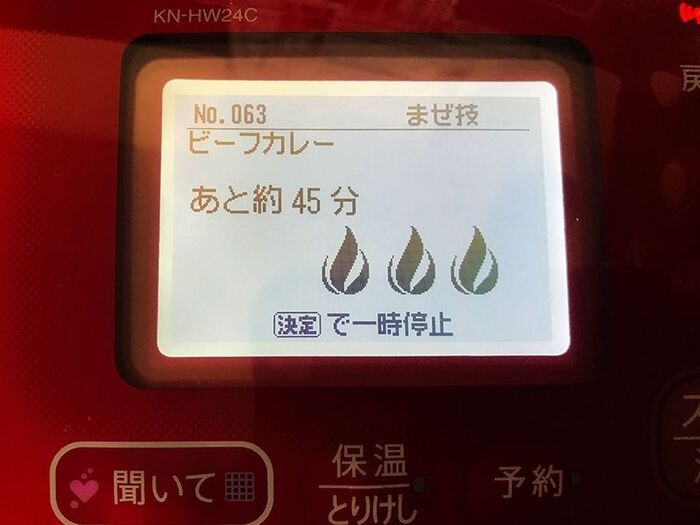 KN-HW24C
No. 063 まぜ技
ビーフカレー
あと約 45 分
決定 で一時停止
聞いて
保温
とりけし
予約